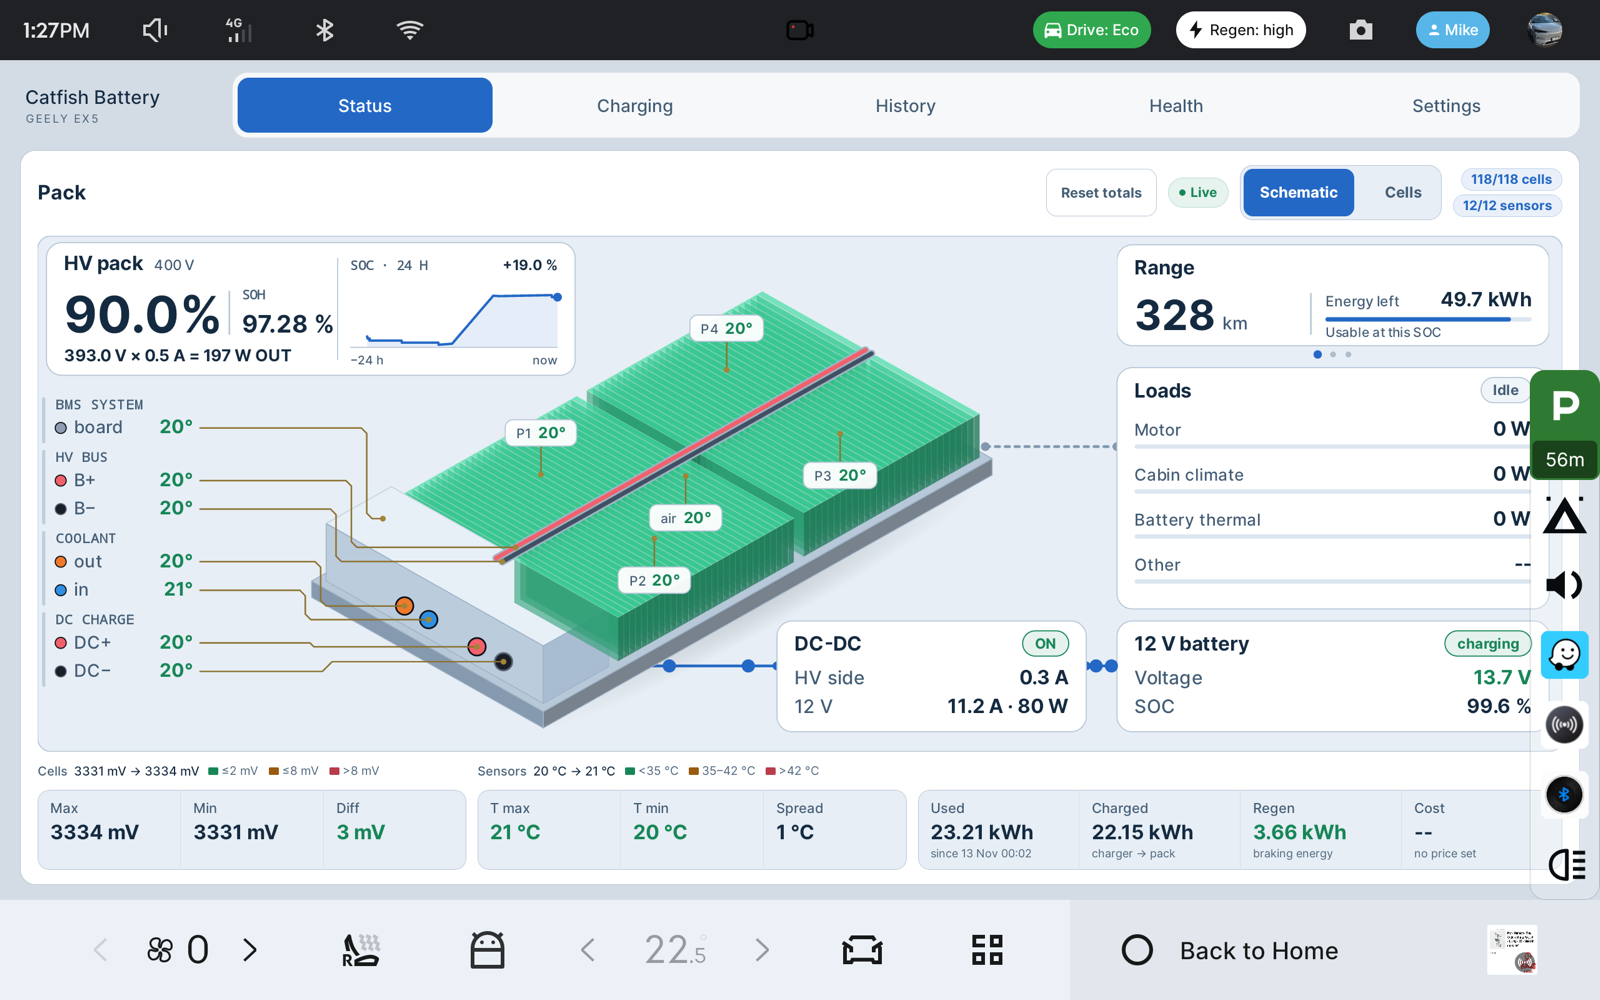 1:27PM
4G
Drive: Eco
Regen: high
Mike
Catfish Battery
GEELY EX5
Status
Charging
History
Health
Settings
Pack
Reset totals
Live
Schematic
Cells
118/118 cells
12/12 sensors
HV pack 400 V
90.0%
SOH
97.28 %
393.0 V × 0.5 A = 197 W OUT
SOC · 24 H
+19.0 %
−24 h
now
BMS SYSTEM
board 20°
HV BUS
B+ 20°
B− 20°
COOLANT
out 20°
in 21°
DC CHARGE
DC+ 20°
DC− 20°
P4 20°
P1 20°
P3 20°
air 20°
P2 20°
Range
328 km
Energy left 49.7 kWh
Usable at this SOC
Loads
Idle
Motor 0 W
Cabin climate 0 W
Battery thermal 0 W
Other --
P
56m
DC-DC
ON
HV side 0.3 A
12 V 11.2 A · 80 W
12 V battery
charging
Voltage 13.7 V
SOC 99.6 %
Cells 3331 mV → 3334 mV ≤2 mV ≤8 mV >8 mV
Sensors 20 °C → 21 °C <35 °C 35–42 °C >42 °C
Max
3334 mV
Min
3331 mV
Diff
3 mV
T max
21 °C
T min
20 °C
Spread
1 °C
Used
23.21 kWh
since 13 Nov 00:02
Charged
22.15 kWh
charger → pack
Regen
3.66 kWh
braking energy
Cost
--
no price set
0
R
22.5°
Back to Home